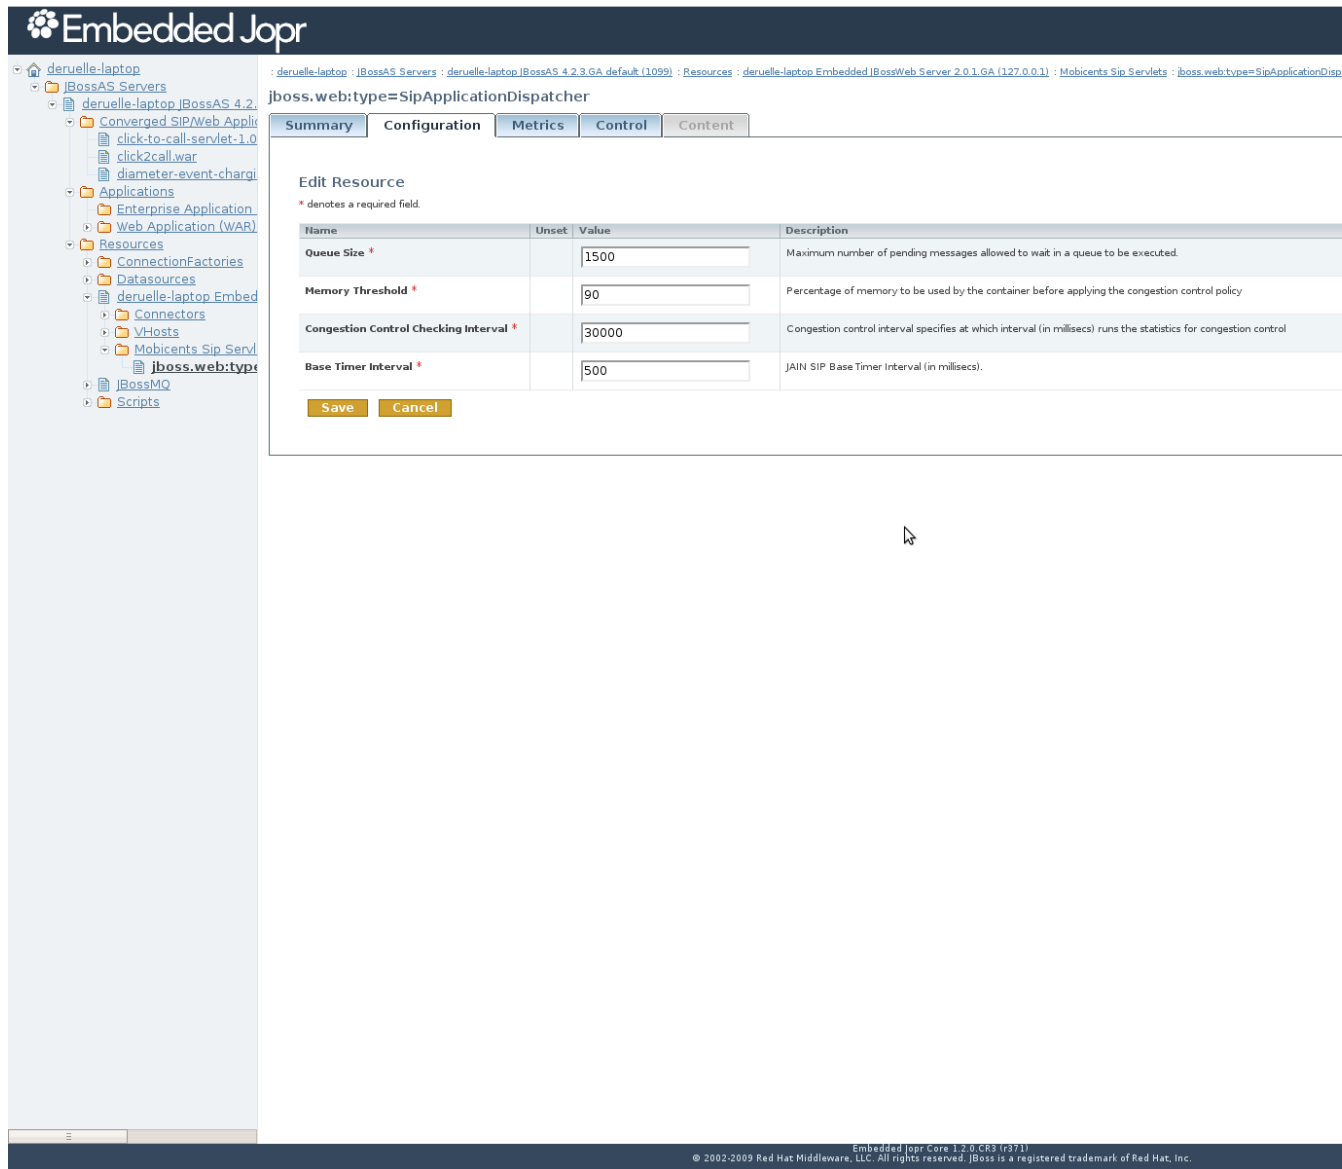 Embedded Jopr
deruelle-laptop
JBossAS Servers
deruelle-laptop JBossAS 4.2.
Converged SIP/Web Applic
click-to-call-servlet-1.0
click2call.war
diameter-event-chargi
Applications
Enterprise Application
Web Application (WAR)
Resources
ConnectionFactories
Datasources
deruelle-laptop Embed
Connectors
VHosts
Mobicents Sip Servl
jboss.web:type
JBossMQ
Scripts
: deruelle-laptop : JBossAS Servers : deruelle-laptop JBossAS 4.2.3.GA default (1099) : Resources : deruelle-laptop Embedded JBossWeb Server 2.0.1.GA (127.0.0.1) : Mobicents Sip Servlets : jboss.web:type=SipApplicationDisp
jboss.web:type=SipApplicationDispatcher
Summary Configuration Metrics Control Content
Edit Resource
* denotes a required field.
Name Unset Value Description
Queue Size * 1500 Maximum number of pending messages allowed to wait in a queue to be executed.
Memory Threshold * 90 Percentage of memory to be used by the container before applying the congestion control policy
Congestion Control Checking Interval * 30000 Congestion control interval specifies at which interval (in millisecs) runs the statistics for congestion control
Base Timer Interval * 500 JAIN SIP Base Timer Interval (in millisecs).
Save Cancel
Embedded Jopr Core 1.2.0.CR3 (r371)
© 2002-2009 Red Hat Middleware, LLC. All rights reserved. JBoss is a registered trademark of Red Hat, Inc.